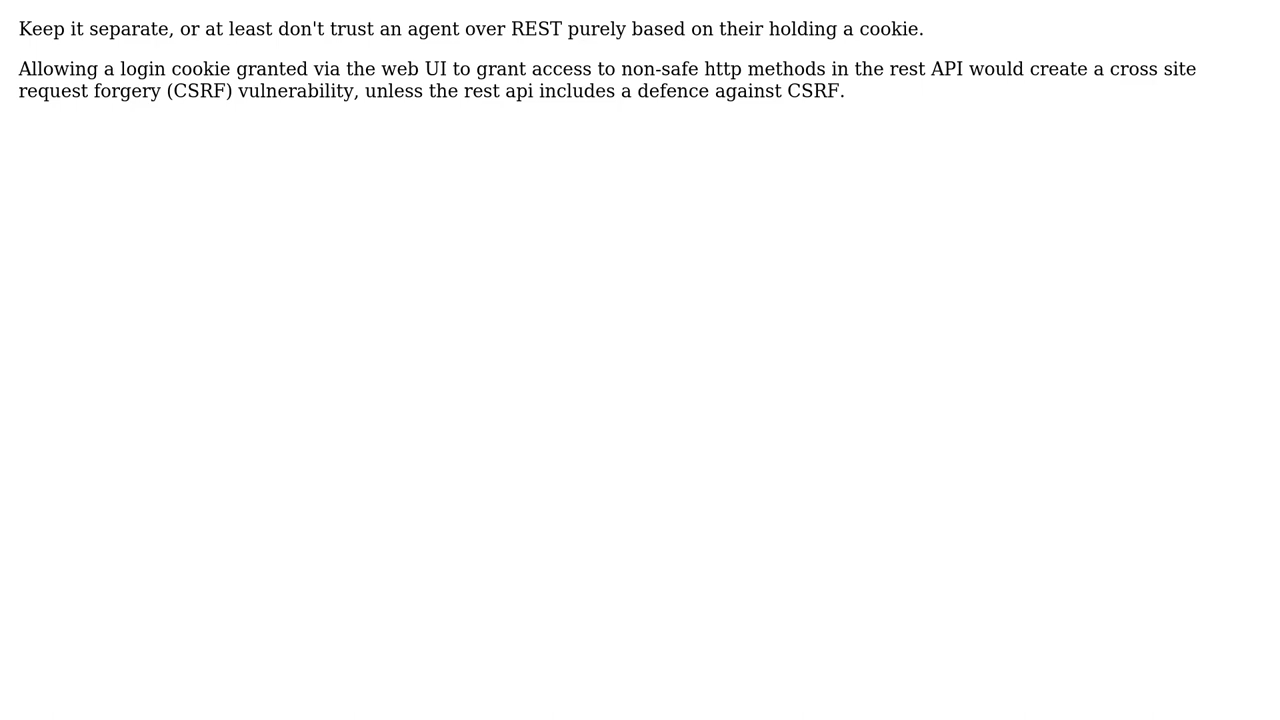 Keep it separate, or at least don't trust an agent over REST purely based on their holding a cookie.
Allowing a login cookie granted via the web UI to grant access to non-safe http methods in the rest API would create a cross site
request forgery (CSRF) vulnerability, unless the rest api includes a defence against CSRF.